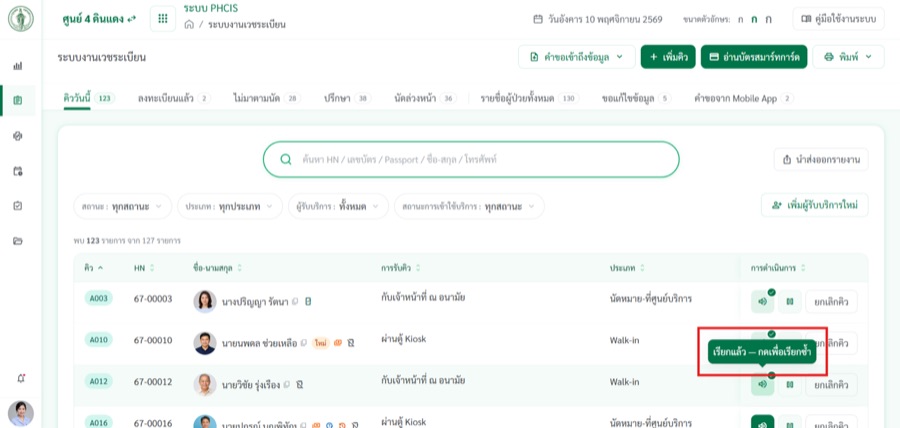 ศูนย์ 4 ดินแดง
ระบบ PHCIS
/ ระบบงานเวชระเบียน
วันอังคาร 10 พฤศจิกายน 2569
ขนาดตัวอักษร: ก ก ก
คู่มือใช้งานระบบ
ระบบงานเวชระเบียน
คำขอเข้าถึงข้อมูล
+ เพิ่มคิว
อ่านบัตรสมาร์ทการ์ด
พิมพ์
คิววันนี้ 123 ลงทะเบียนแล้ว 2 ไม่มาตามนัด 28 ปรึกษา 38 นัดล่วงหน้า 36 รายชื่อผู้ป่วยทั้งหมด 130 ขอแก้ไขข้อมูล 5 คำขอจาก Mobile App 2
ค้นหา HN / เลขบัตร / Passport / ชื่อ-สกุล / โทรศัพท์
นำส่งออกรายงาน
สถานะ : ทุกสถานะ ประเภท : ทุกประเภท ผู้รับบริการ : ทั้งหมด สถานะการเข้าใช้บริการ : ทุกสถานะ
เพิ่มผู้รับบริการใหม่
พบ 123 รายการ จาก 127 รายการ
คิว HN ชื่อ-นามสกุล การรับคิว ประเภท การดำเนินการ
A003 67-00003 นางปริญญา รัตนา กับเจ้าหน้าที่ ณ อนามัย นัดหมาย-ที่ศูนย์บริการ ยกเลิกคิว
A010 67-00010 นายนพดล ช่วยเหลือ ใหม่ ผ่านตู้ Kiosk Walk-in
เรียกแล้ว — กดเพื่อเรียกซ้ำ
A012 67-00012 นายวิชัย รุ่งเรือง กับเจ้าหน้าที่ ณ อนามัย Walk-in ยกเลิกคิว
A016 67-00016 ผ่านตู้ Kiosk นัดหมาย-ที่ศูนย์บริการ ยกเลิกคิว